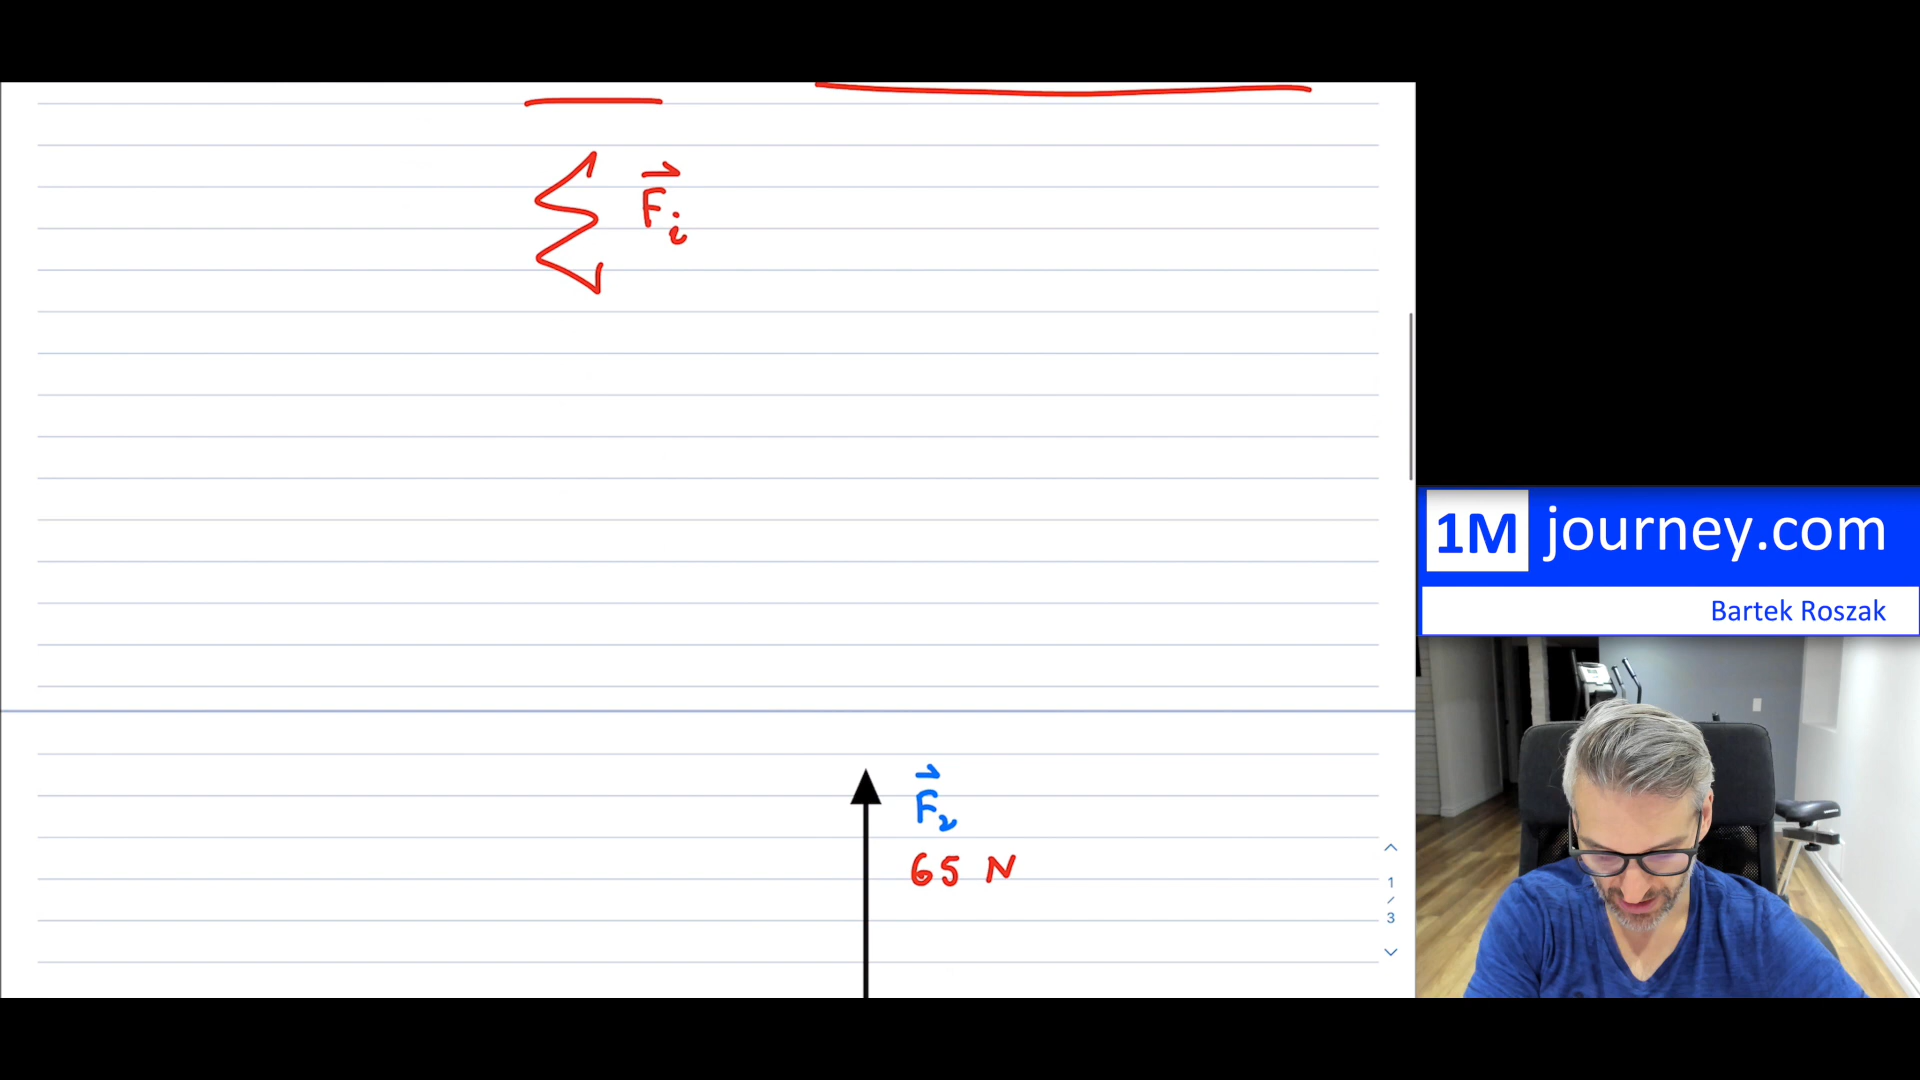 Σ F⃗ᵢ
F⃗₂
65 N
1
/
3
1M journey.com
Bartek Roszak